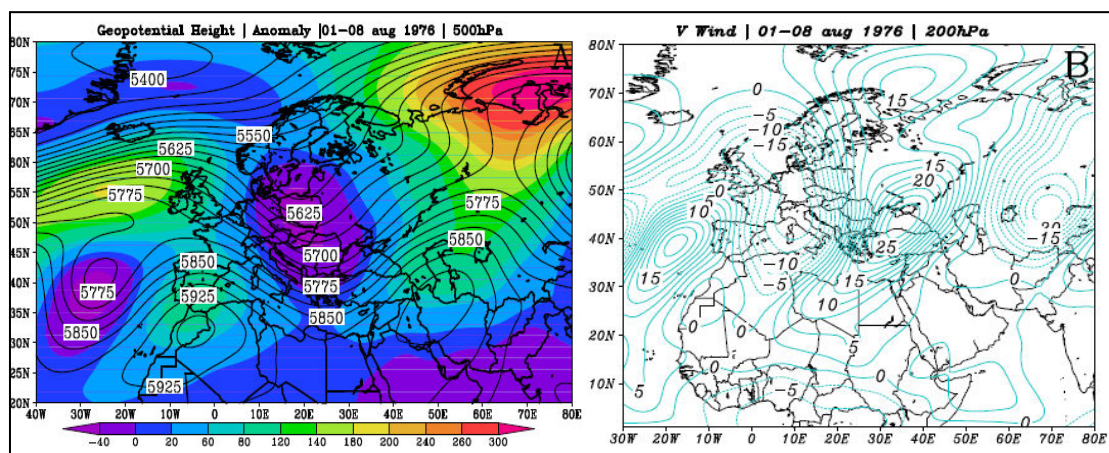 Geopotential Height | Anomaly |01-08 aug 1976 | 500hPa
A
80N
75N
70N
65N
60N
55N
50N
45N
40N
35N
30N
25N
20N
5400
5550
5625
5700
5775
5775
5625
5850
5700
5850
5775
5775
5925
5850
5850
5925
40W 30W 20W 10W 0 10E 20E 30E 40E 50E 60E 70E 80E
-40 0 20 60 80 120 140 180 200 240 260 300
V Wind | 01-08 aug 1976 | 200hPa
B
80N
70N
60N
50N
40N
30N
20N
10N
15
0
-5
-10
-15
15
20
0
10
-15
25
-10
15
-5
15
0
10
0
0
5
0
0
5
-5
0
30W 20W 10W 0 10E 20E 30E 40E 50E 60E 70E 80E